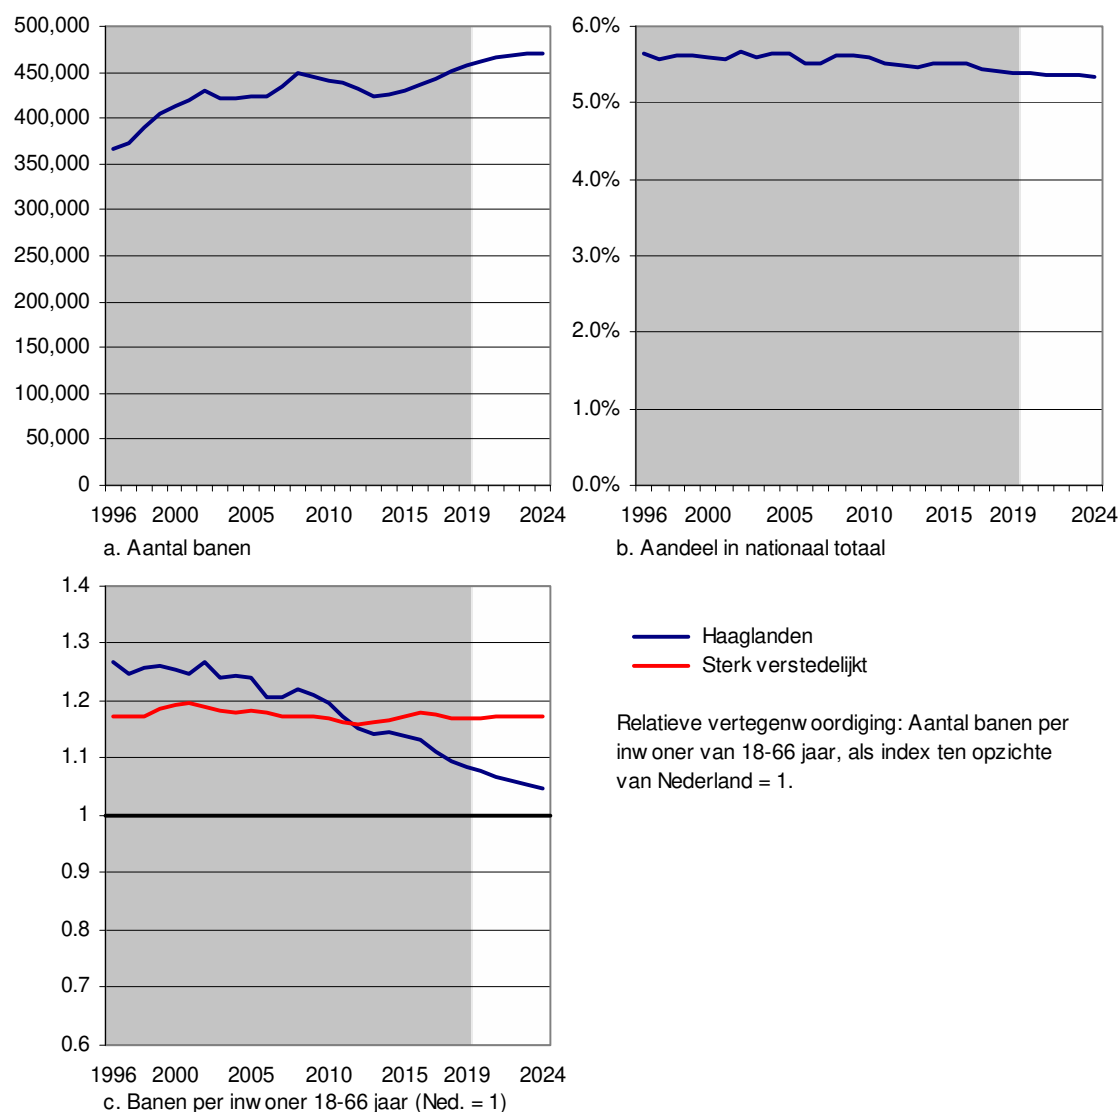 500,000
450,000
400,000
350,000
300,000
250,000
200,000
150,000
100,000
50,000
0
1996 2000 2005 2010 2015 2019 2024
a. Aantal banen
6.0%
5.0%
4.0%
3.0%
2.0%
1.0%
0.0%
1996 2000 2005 2010 2015 2019 2024
b. Aandeel in nationaal totaal
1.4
1.3
1.2
1.1
1
0.9
0.8
0.7
0.6
1996 2000 2005 2010 2015 2019 2024
c. Banen per inwoner 18-66 jaar (Ned. = 1)
Haaglanden
Sterk verstedelijkt
Relatieve vertegenwoordiging: Aantal banen per
inwoner van 18-66 jaar, als index ten opzichte
van Nederland = 1.